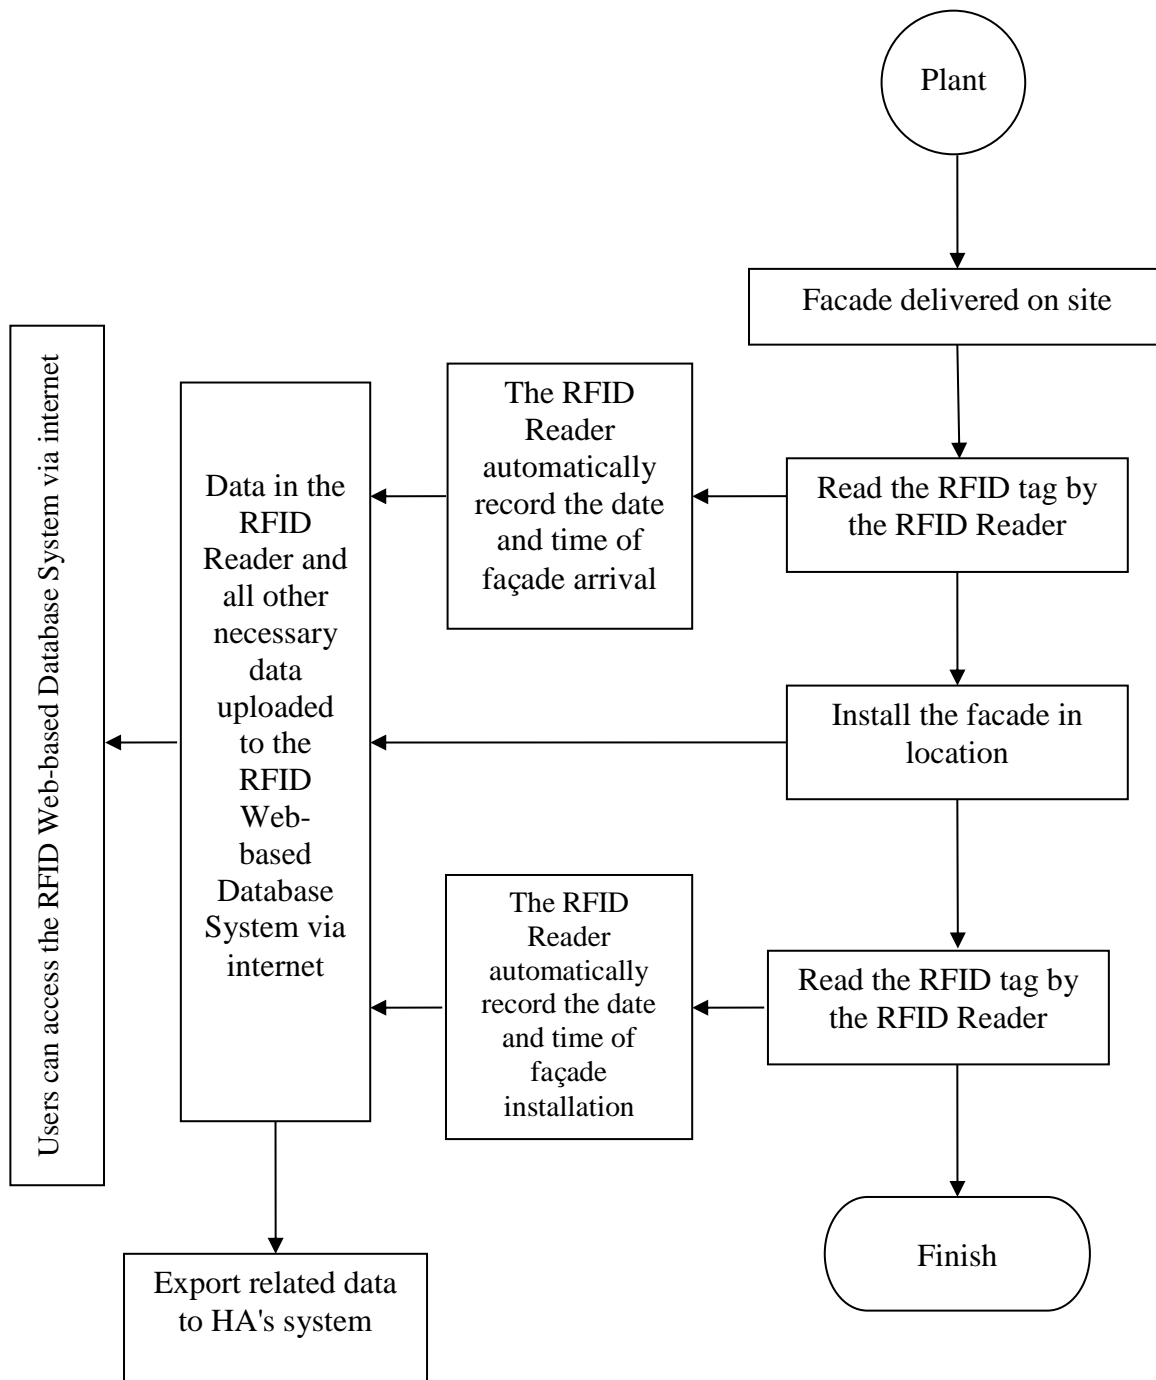 Plant
Facade delivered on site
Users can access the RFID Web-based Database System via internet
The RFID
Reader
automatically
record the date
and time of
façade arrival
Data in the
RFID
Reader and
all other
necessary
data
uploaded
to the
RFID
Web-
based
Database
System via
internet
Read the RFID tag by
the RFID Reader
Install the facade in
location
The RFID
Reader
automatically
record the date
and time of
façade
installation
Read the RFID tag by
the RFID Reader
Finish
Export related data
to HA's system